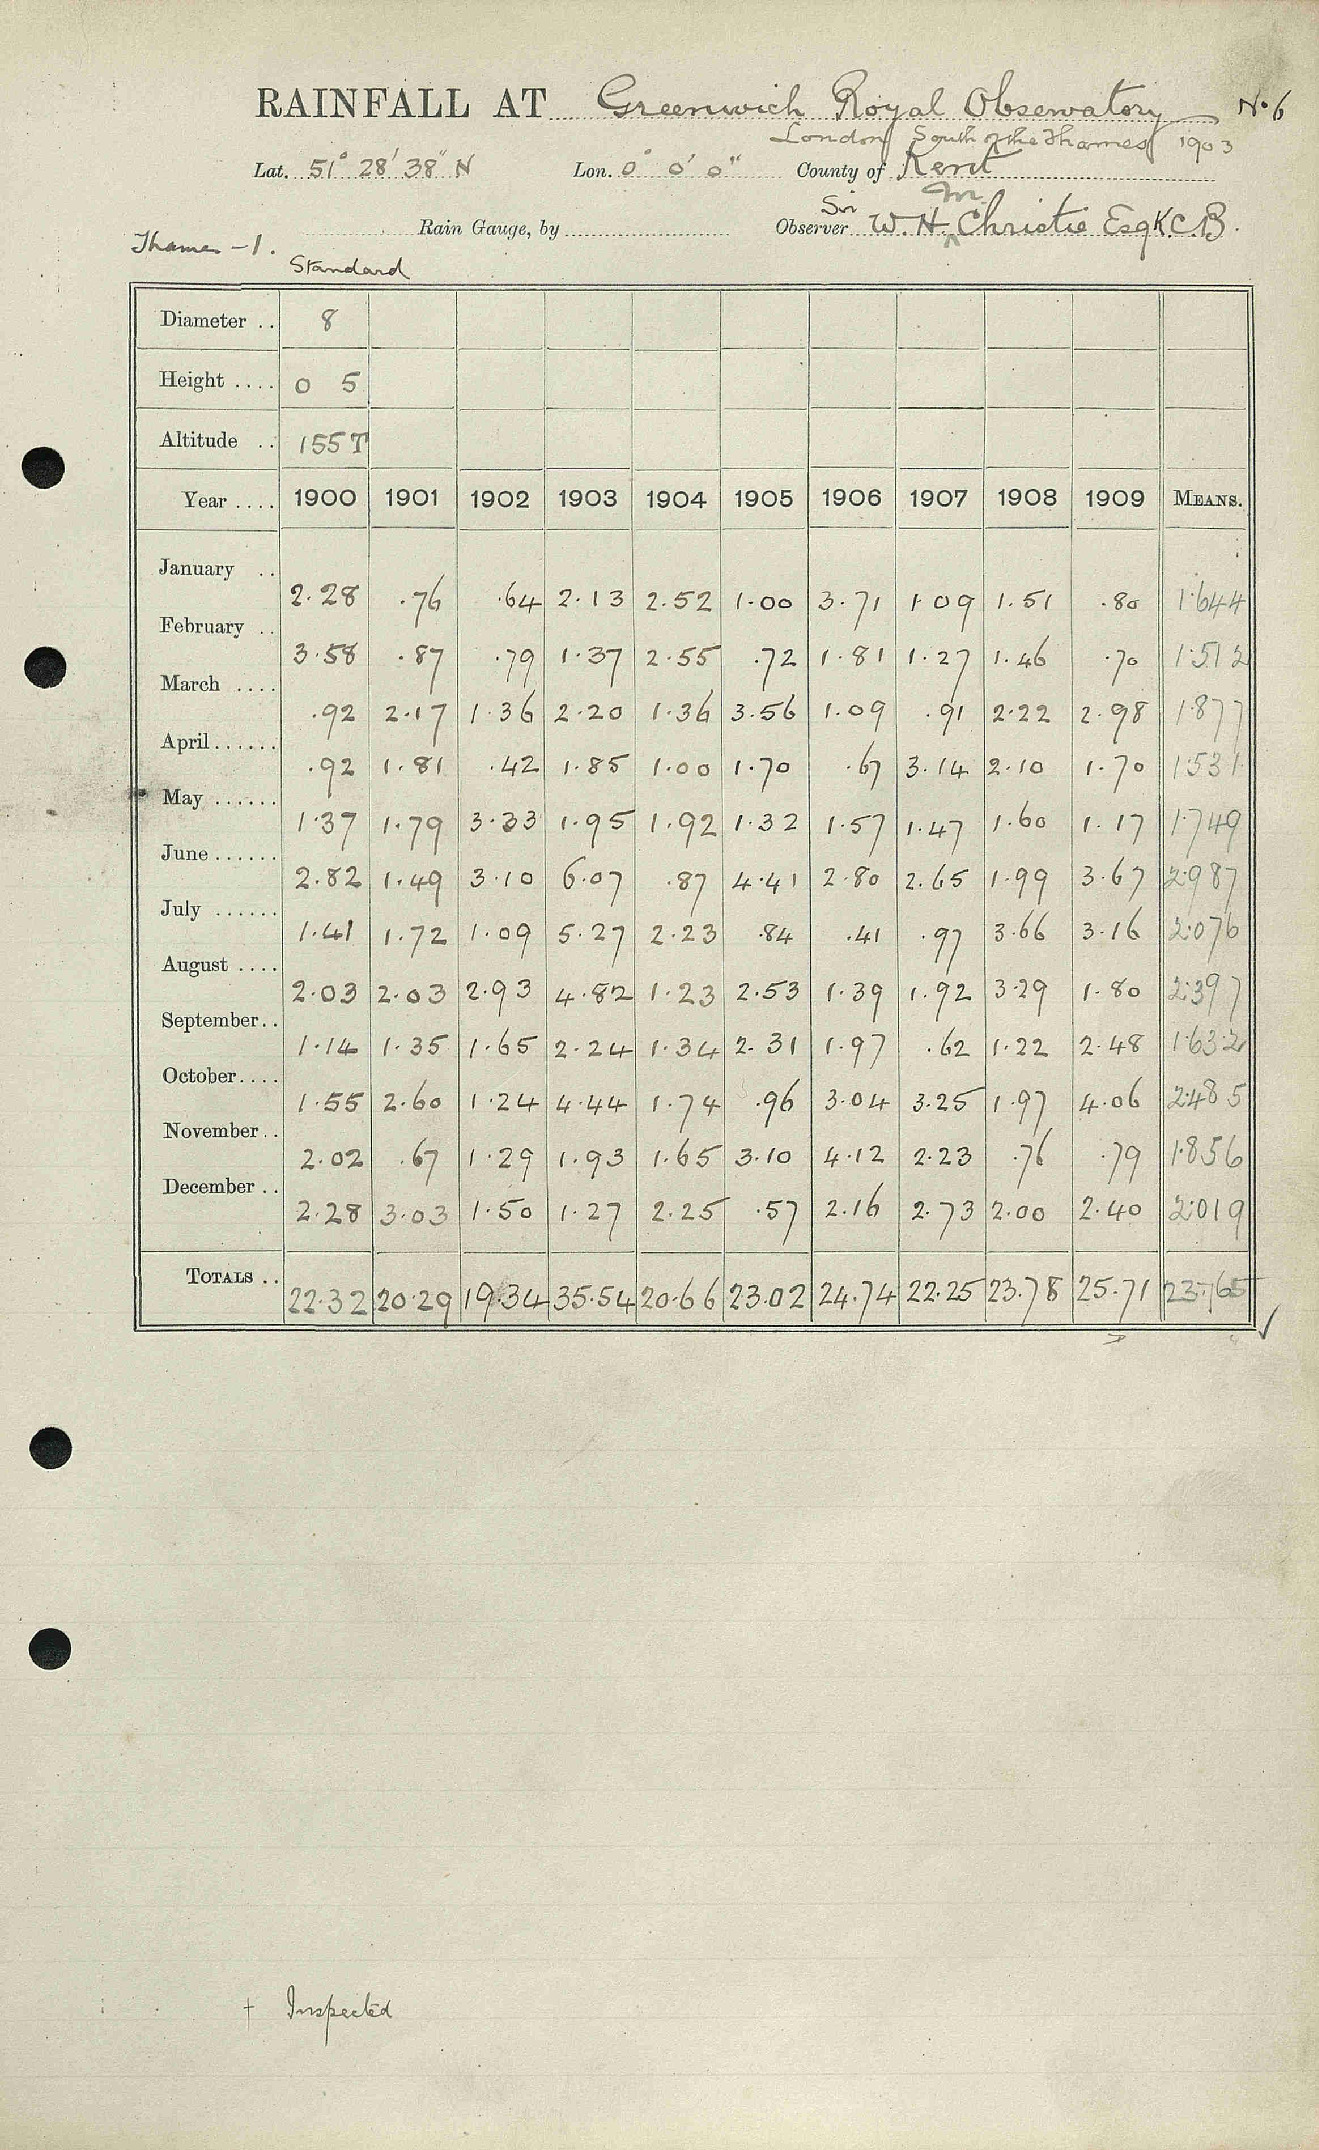 RAINFALL AT Greenwich Royal Observatory No 6
London South of the Thames 1903
Lat. 51° 28' 38" N Lon. 0° 0' 0" County of Kent
Sir
Rain Gauge, by Observer W. H. Christie Esq K.C.B.
Thames - 1.
Standard
Diameter .. 8
Height .... 0 5
Altitude .. 155 T
Year .... 1900 1901 1902 1903 1904 1905 1906 1907 1908 1909 MEANS.
January .. 2.28 .76 .64 2.13 2.52 1.00 3.71 1 09 1.51 .80 1.644
February .. 3.58 .87 .79 1.37 2.55 .72 1.81 1.27 1.46 .70 1.512
March .... .92 2.17 1.36 2.20 1.36 3.56 1.09 .91 2.22 2.98 1.877
April ...... .92 1.81 .42 1.85 1.00 1.70 .67 3.14 2.10 1.70 1.531
May ...... 1.37 1.79 3.33 1.95 1.92 1.32 1.57 1.47 1.60 1.17 1.749
June ...... 2.82 1.49 3.10 6.07 .87 4.41 2.80 2.65 1.99 3.67 2.987
July ...... 1.41 1.72 1.09 5.27 2.23 .84 .41 .97 3.66 3.16 2.076
August .... 2.03 2.03 2.93 4.82 1.23 2.53 1.39 1.92 3.29 1.80 2.397
September .. 1.14 1.35 1.65 2.24 1.34 2.31 1.97 .62 1.22 2.48 1.632
October .... 1.55 2.60 1.24 4.44 1.74 .96 3.04 3.25 1.97 4.06 2.485
November .. 2.02 .67 1.29 1.93 1.65 3.10 4.12 2.23 .76 .79 1.856
December .. 2.28 3.03 1.50 1.27 2.25 .57 2.16 2.73 2.00 2.40 2.019
TOTALS .. 22.32 20.29 19.34 35.54 20.66 23.02 24.74 22.25 23.78 25.71 23.765
† Inspected